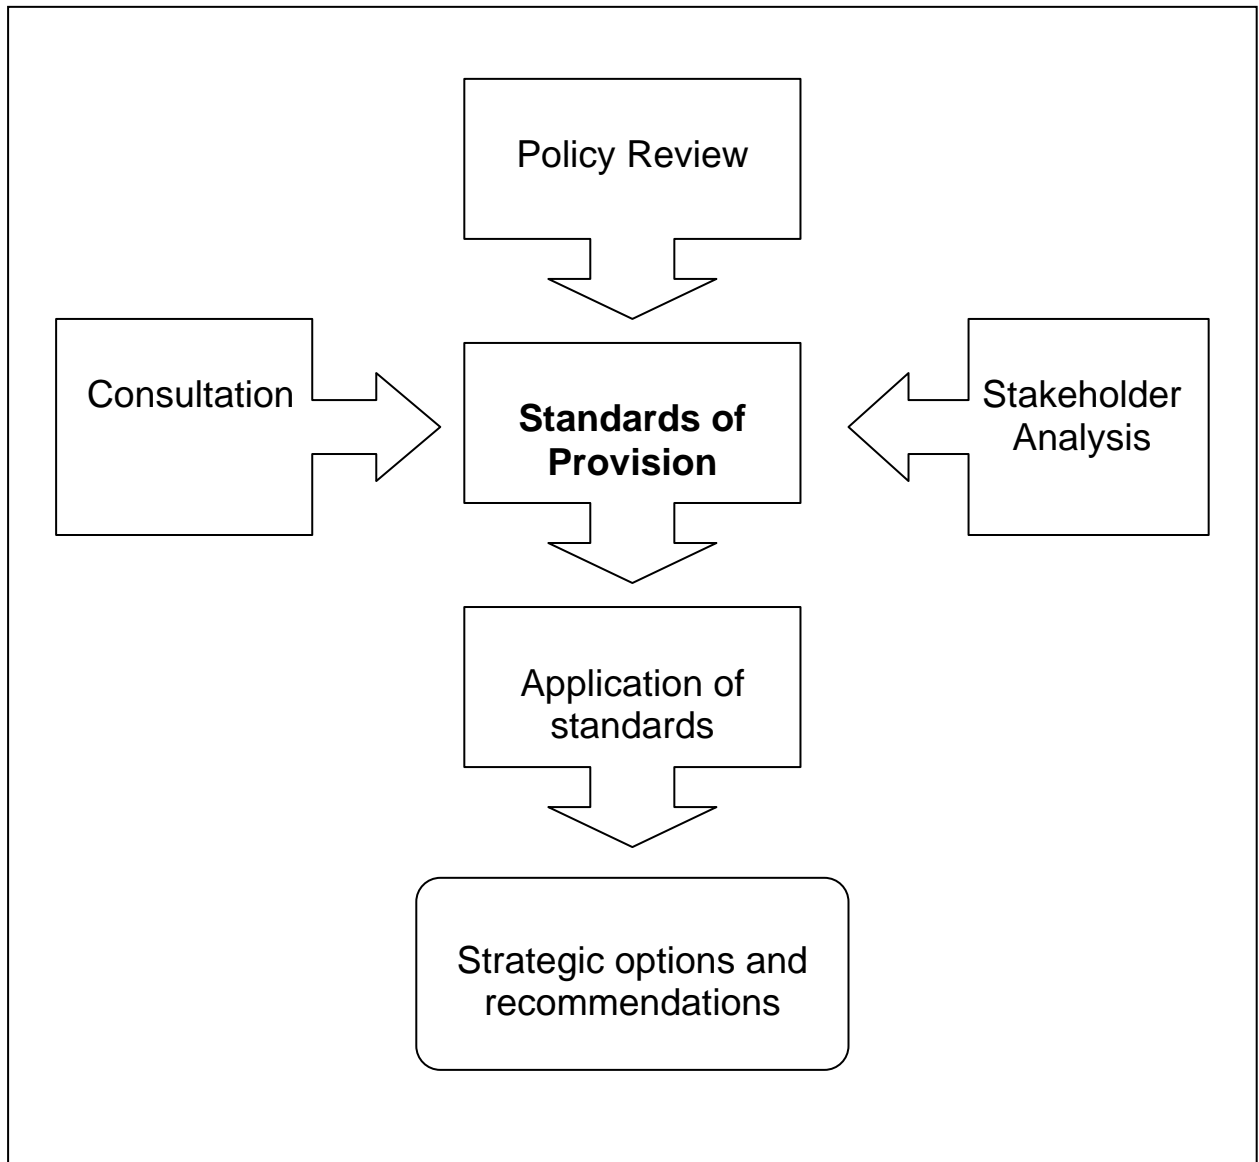 Policy Review
Consultation
Standards of
Provision
Stakeholder
Analysis
Application of
standards
Strategic options and
recommendations